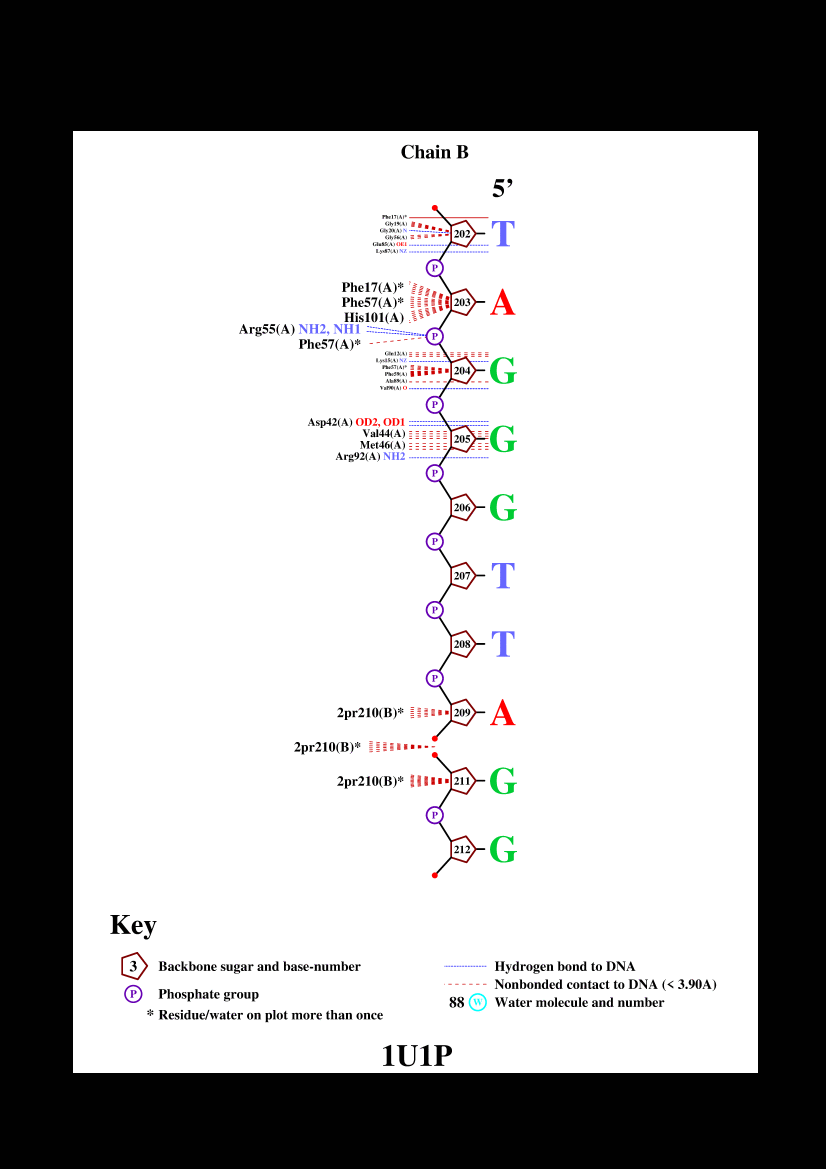 Chain B
5’
Phe17(A)*
Gly19(A)
Gly20(A) N
Gly56(A)
Glu85(A) OE1
Lys87(A) NZ
202 T
P
Phe17(A)*
Phe57(A)*
His101(A)
203 A
Arg55(A) NH2, NH1
P
Phe57(A)*
Gln12(A)
Lys15(A) NZ
Phe57(A)*
Phe59(A)
Ala89(A)
Val90(A) O
204 G
P
Asp42(A) OD2, OD1
Val44(A)
Met46(A)
Arg92(A) NH2
205 G
P
206 G
P
207 T
P
208 T
P
2pr210(B)* 209 A
2pr210(B)*
2pr210(B)* 211 G
P
212 G
Key
3 Backbone sugar and base-number
P Phosphate group
* Residue/water on plot more than once
Hydrogen bond to DNA
Nonbonded contact to DNA (< 3.90A)
88 W Water molecule and number
1U1P